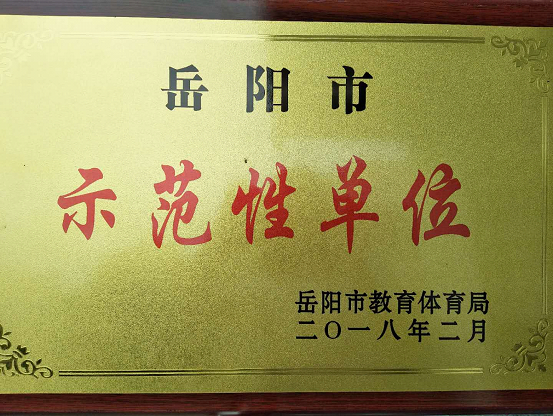 岳阳市
示范性单位
岳阳市教育体育局
二〇一八年二月